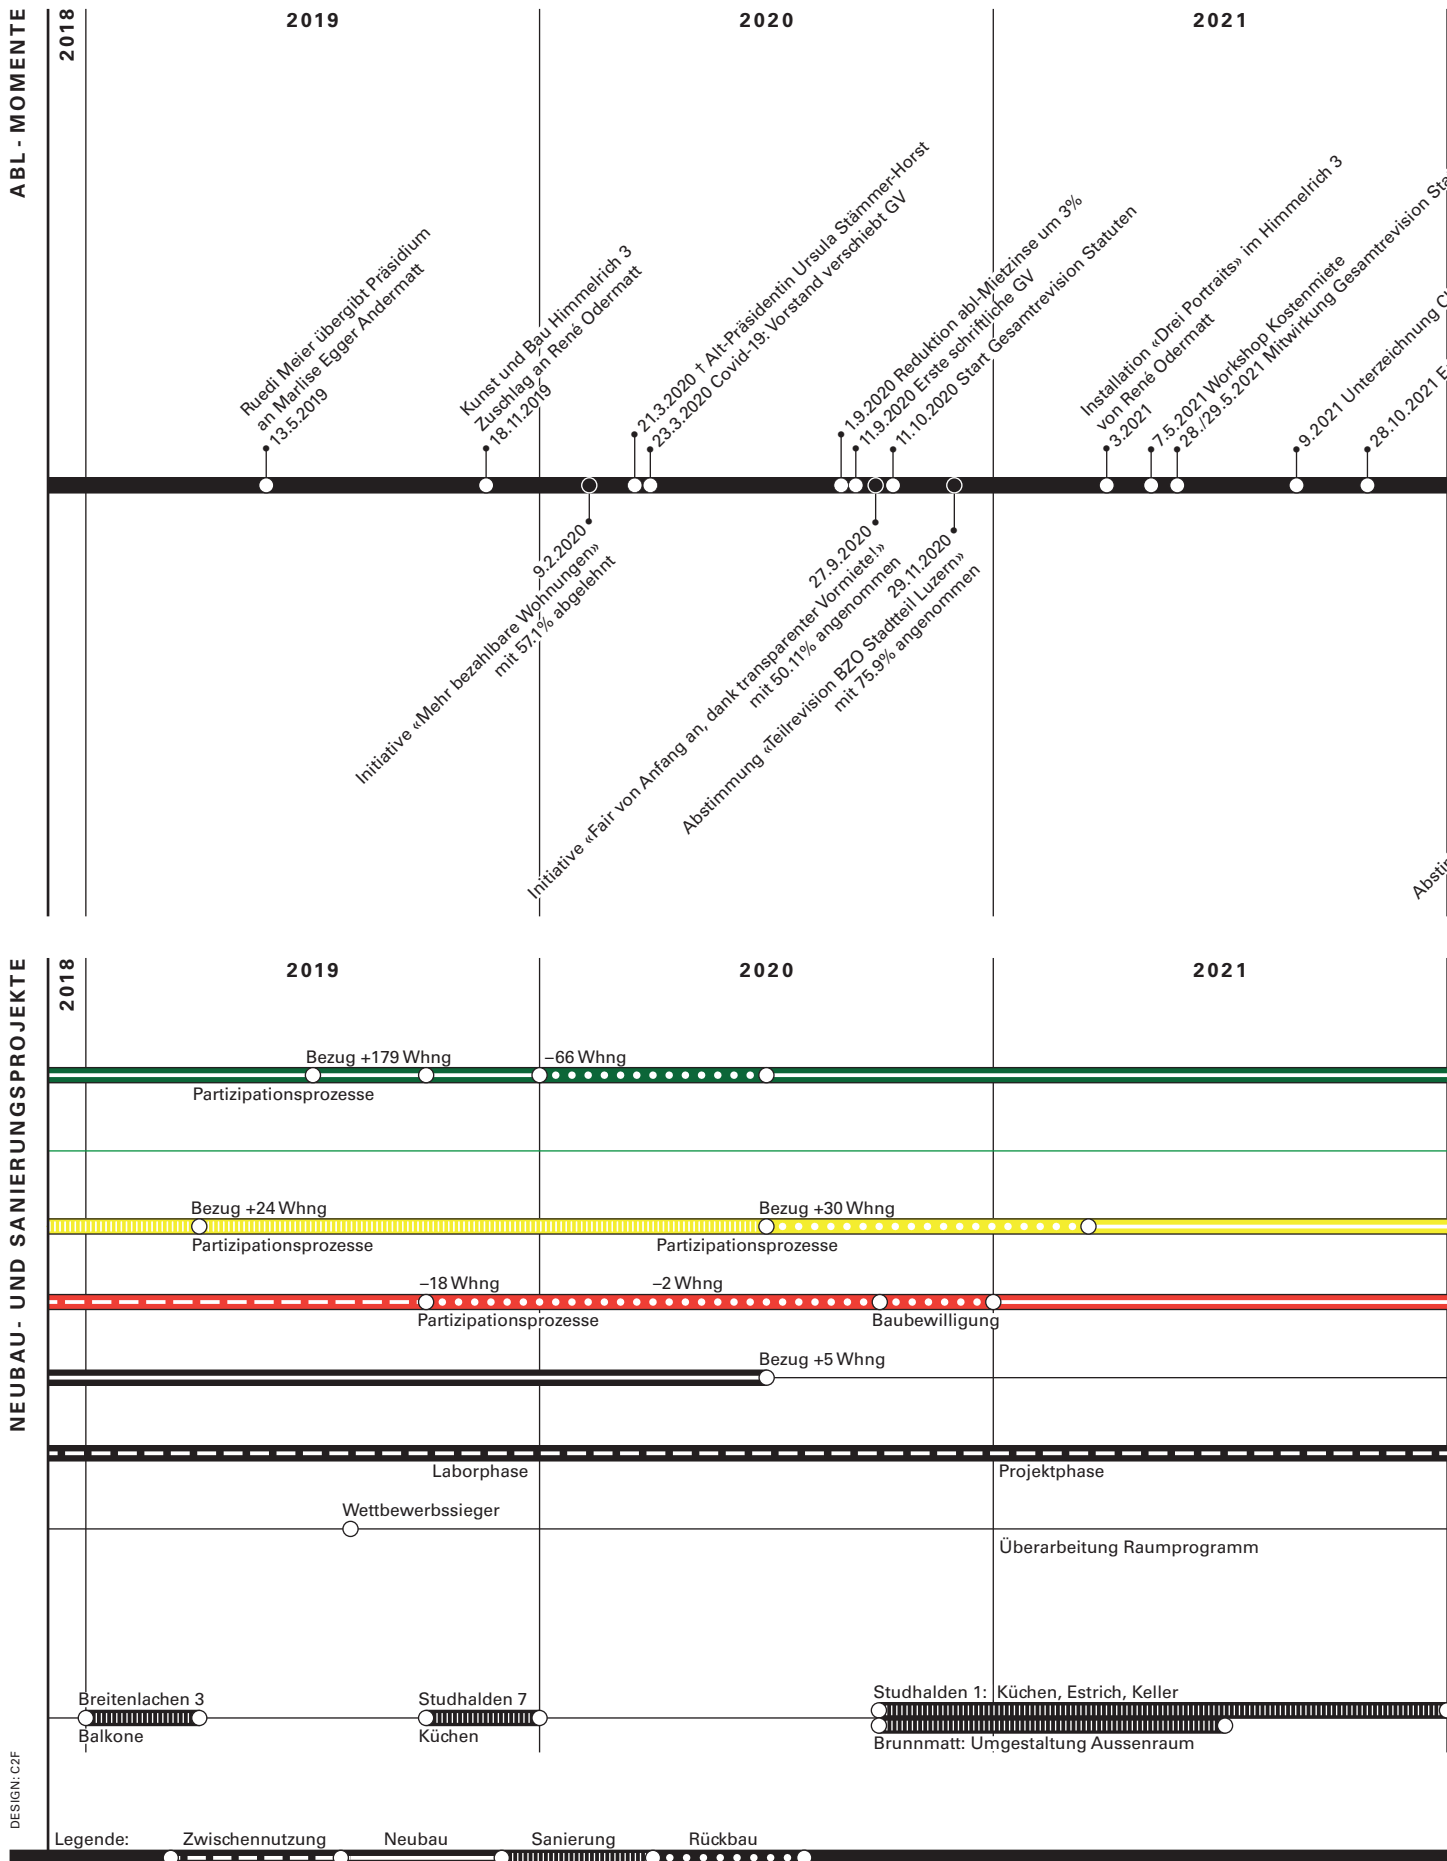 ABL - MOMENTE
2018
2019
2020
2021
Ruedi Meier übergibt Präsidium
an Marlise Egger Andermatt
13.5.2019
Kunst und Bau Himmelrich 3
Zuschlag an René Odermatt
18.11.2019
21.3.2020 † Alt-Präsidentin Ursula Stämmer-Horst
23.3.2020 Covid-19: Vorstand verschiebt GV
1.9.2020 Reduktion abl-Mietzinse um 3%
11.9.2020 Erste schriftliche GV
11.10.2020 Start Gesamtrevision Statuten
Installation «Drei Portraits» im Himmelrich 3
von René Odermatt
3.2021
7.5.2021 Workshop Kostenmiete
28./29.5.2021 Mitwirkung Gesamtrevision Sta
9.2021 Unterzeichnung
28.10.2021
9.2.2020
Initiative «Mehr bezahlbare Wohnungen»
mit 57.1% abgelehnt
27.9.2020
Initiative «Fair von Anfang an, dank transparenter Vormiete!»
mit 50.11% angenommen
29.11.2020
Abstimmung «Teilrevision BZO Stadtteil Luzern»
mit 75.9% angenommen
NEUBAU- UND SANIERUNGSPROJEKTE
2018
2019
2020
2021
Bezug +179 Whng
–66 Whng
Partizipationsprozesse
Bezug +24 Whng
Bezug +30 Whng
Partizipationsprozesse
Partizipationsprozesse
–18 Whng
–2 Whng
Partizipationsprozesse
Baubewilligung
Bezug +5 Whng
Laborphase
Projektphase
Wettbewerbssieger
Überarbeitung Raumprogramm
Breitenlachen 3
Studhalden 7
Studhalden 1: Küchen, Estrich, Keller
Balkone
Küchen
Brunnmatt: Umgestaltung Aussenraum
DESIGN: C2F
Legende:
Zwischennutzung
Neubau
Sanierung
Rückbau